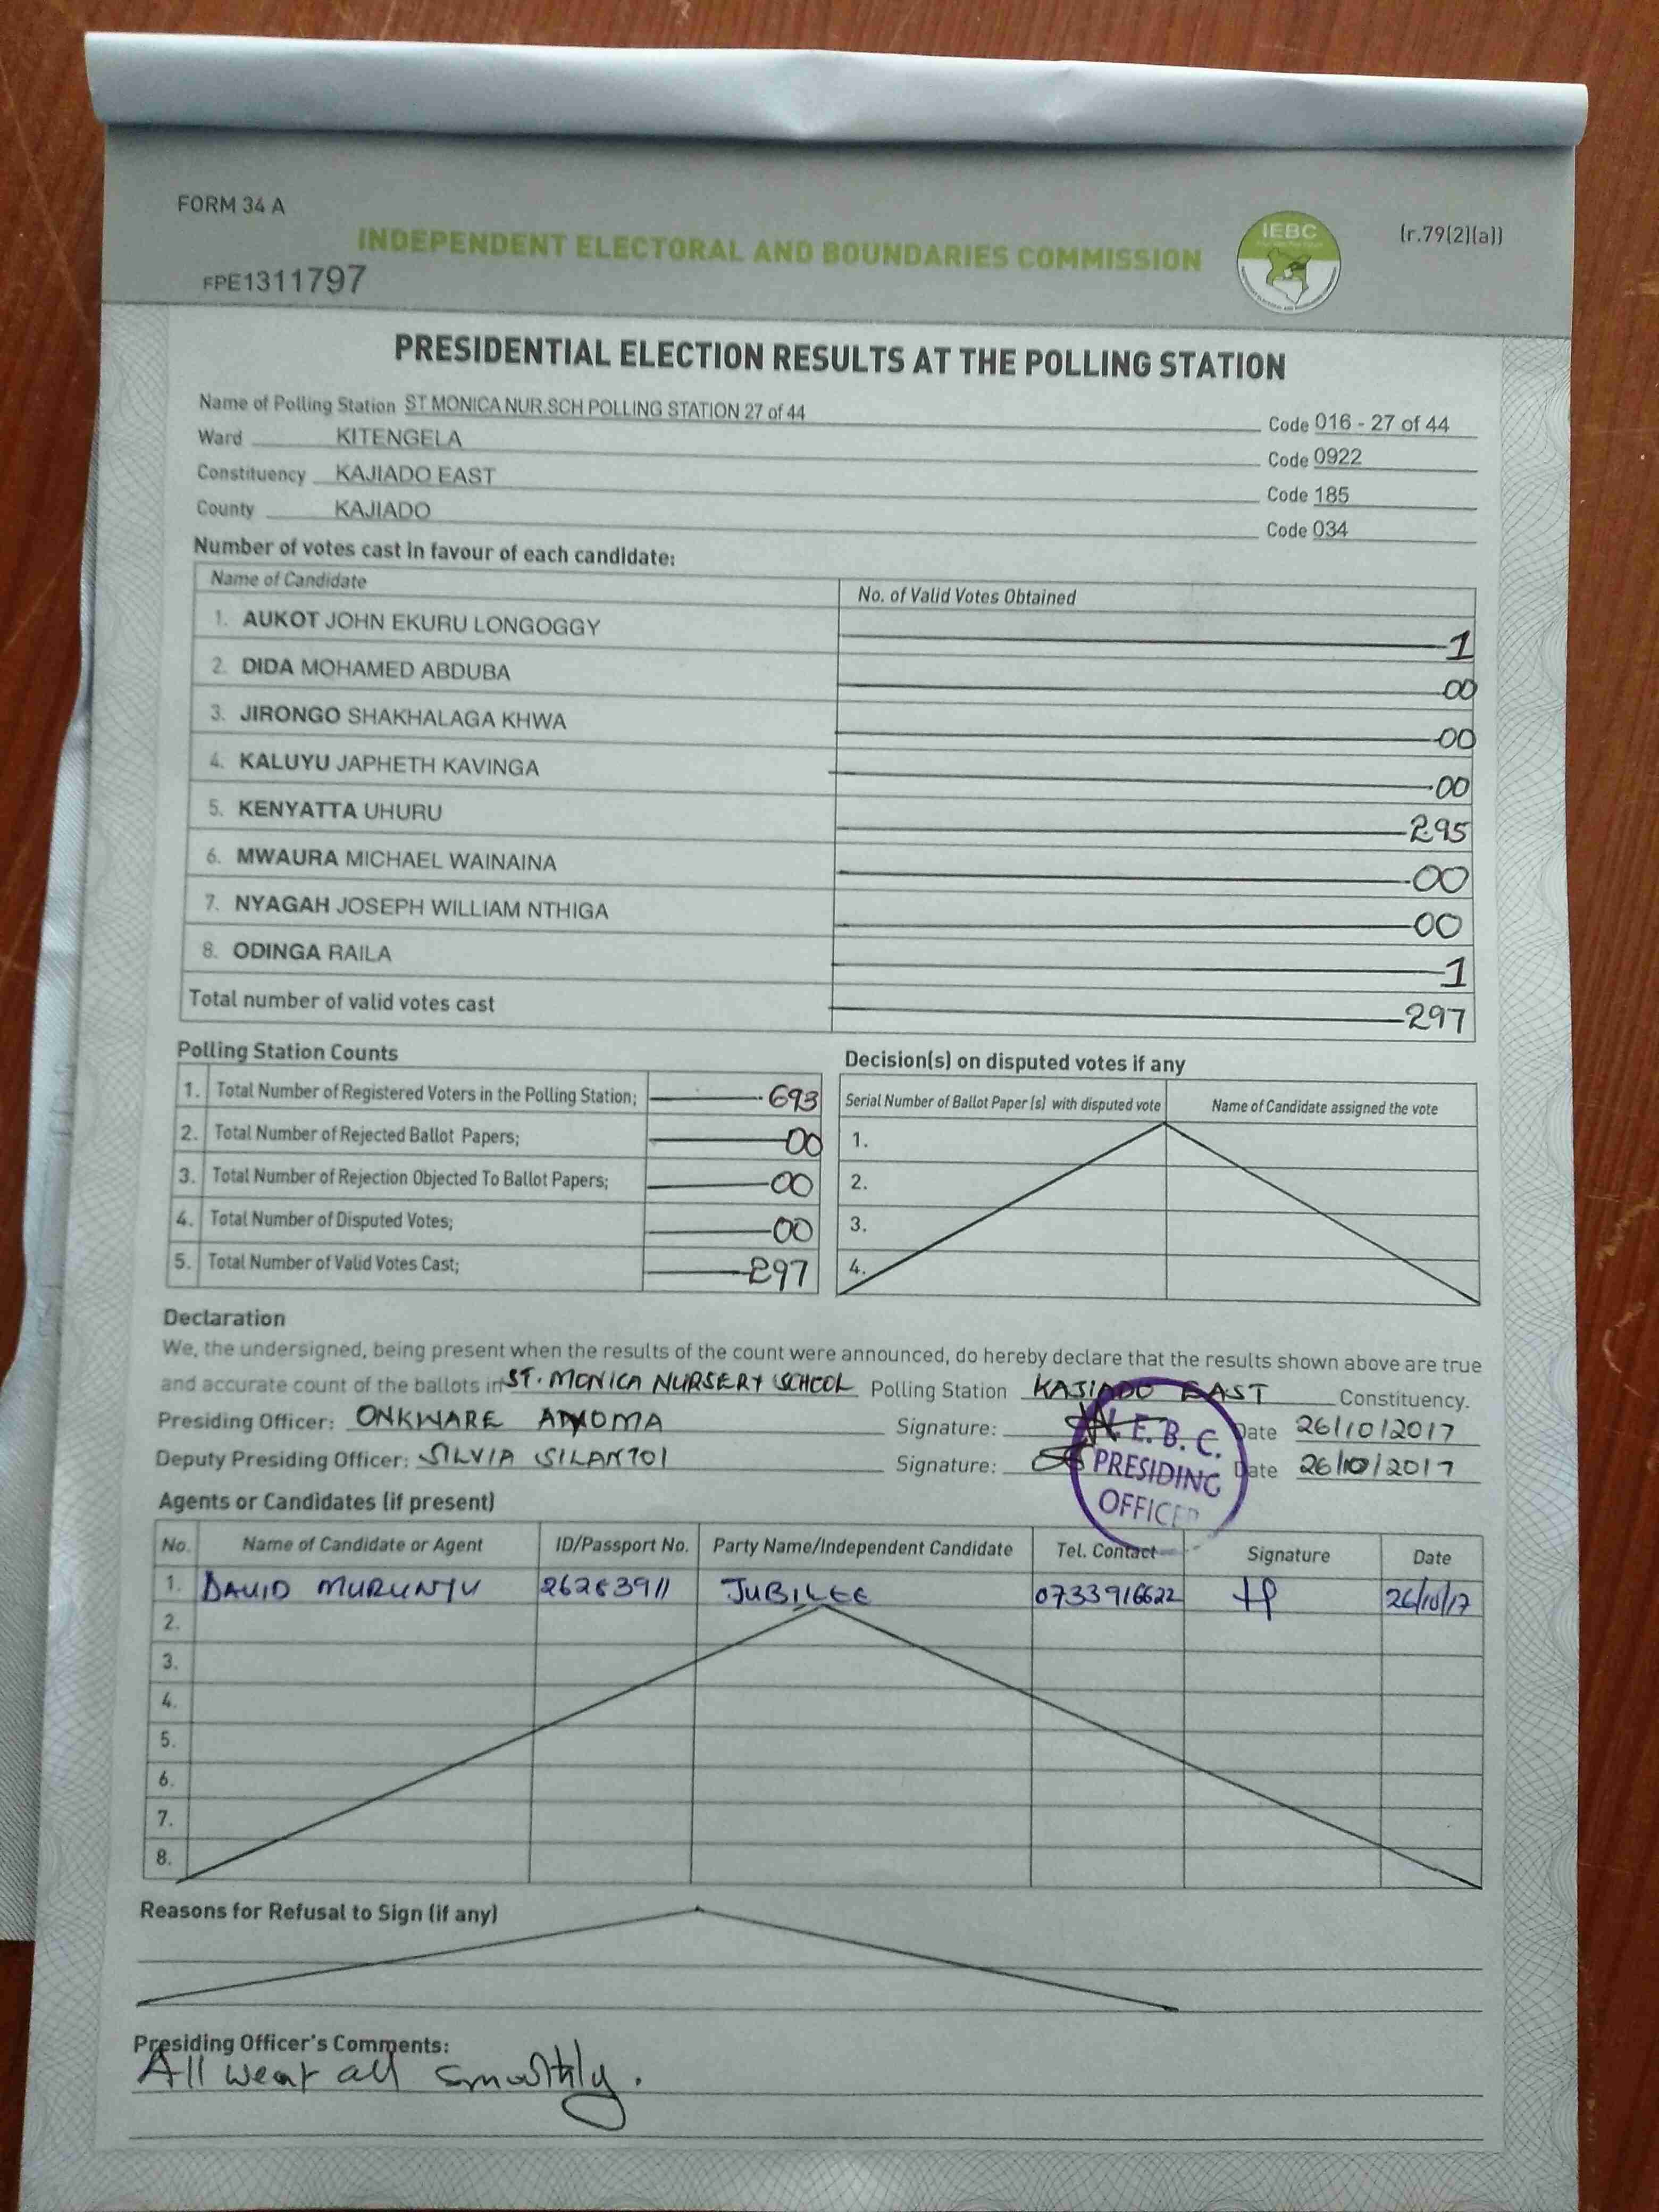 FORM 34 A
INDEPENDENT ELECTORAL AND BOUNDARIES COMMISSION
IEBC
(r.79(2)(a))
FPE1311797
PRESIDENTIAL ELECTION RESULTS AT THE POLLING STATION
Name of Polling Station ST MONICA NUR.SCH POLLING STATION 27 of 44 Code 016 - 27 of 44
Ward KITENGELA Code 0922
Constituency KAJIADO EAST Code 185
County KAJIADO Code 034
Number of votes cast in favour of each candidate:
Name of Candidate No. of Valid Votes Obtained
1. AUKOT JOHN EKURU LONGOGGY 1
2. DIDA MOHAMED ABDUBA 00
3. JIRONGO SHAKHALAGA KHWA 00
4. KALUYU JAPHETH KAVINGA 00
5. KENYATTA UHURU 295
6. MWAURA MICHAEL WAINAINA 00
7. NYAGAH JOSEPH WILLIAM NTHIGA 00
8. ODINGA RAILA 1
Total number of valid votes cast 297
Polling Station Counts
1. Total Number of Registered Voters in the Polling Station; 693
2. Total Number of Rejected Ballot Papers; 00
3. Total Number of Rejection Objected To Ballot Papers; 00
4. Total Number of Disputed Votes; 00
5. Total Number of Valid Votes Cast; 297
Decision(s) on disputed votes if any
Serial Number of Ballot Paper (s) with disputed vote Name of Candidate assigned the vote
1.
2.
3.
4.
Declaration
We, the undersigned, being present when the results of the count were announced, do hereby declare that the results shown above are true
and accurate count of the ballots in ST. MONICA NURSERY SCHOOL Polling Station KAJIADO EAST Constituency.
Presiding Officer: ONKWARE Signature: Date 26/10/2017
Deputy Presiding Officer: SILVIA SILANTOI Signature: Date 26/10/2017
I. E. B. C.
PRESIDING
OFFICER
Agents or Candidates (if present)
No. Name of Candidate or Agent ID/Passport No. Party Name/Independent Candidate Tel. Contact Signature Date
1. DAVID MURUNYU JUBILEE 0733916622 26/10/17
2.
3.
4.
5.
6.
7.
8.
Reasons for Refusal to Sign (if any)
Presiding Officer's Comments:
All went all smoothly.